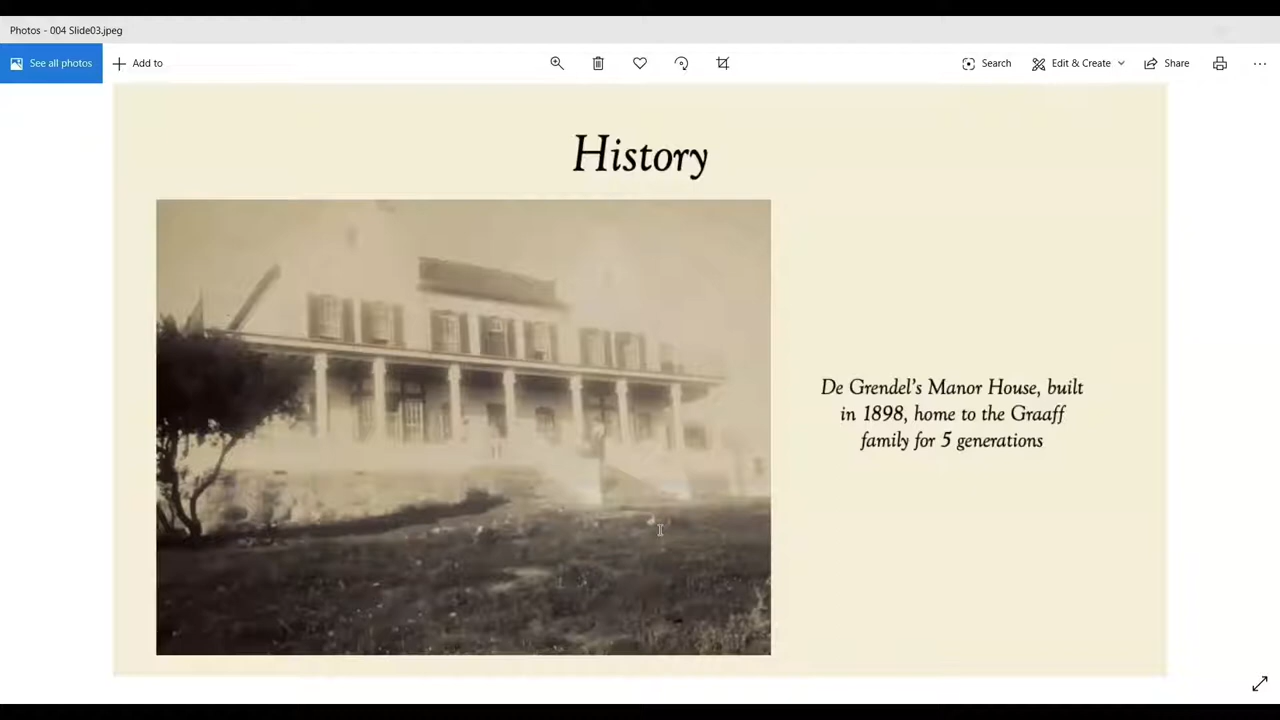 Photos - 004 Slide03.jpeg
See all photos
Add to
Search
Edit & Create
Share
History
De Grendel's Manor House, built
in 1898, home to the Graaff
family for 5 generations